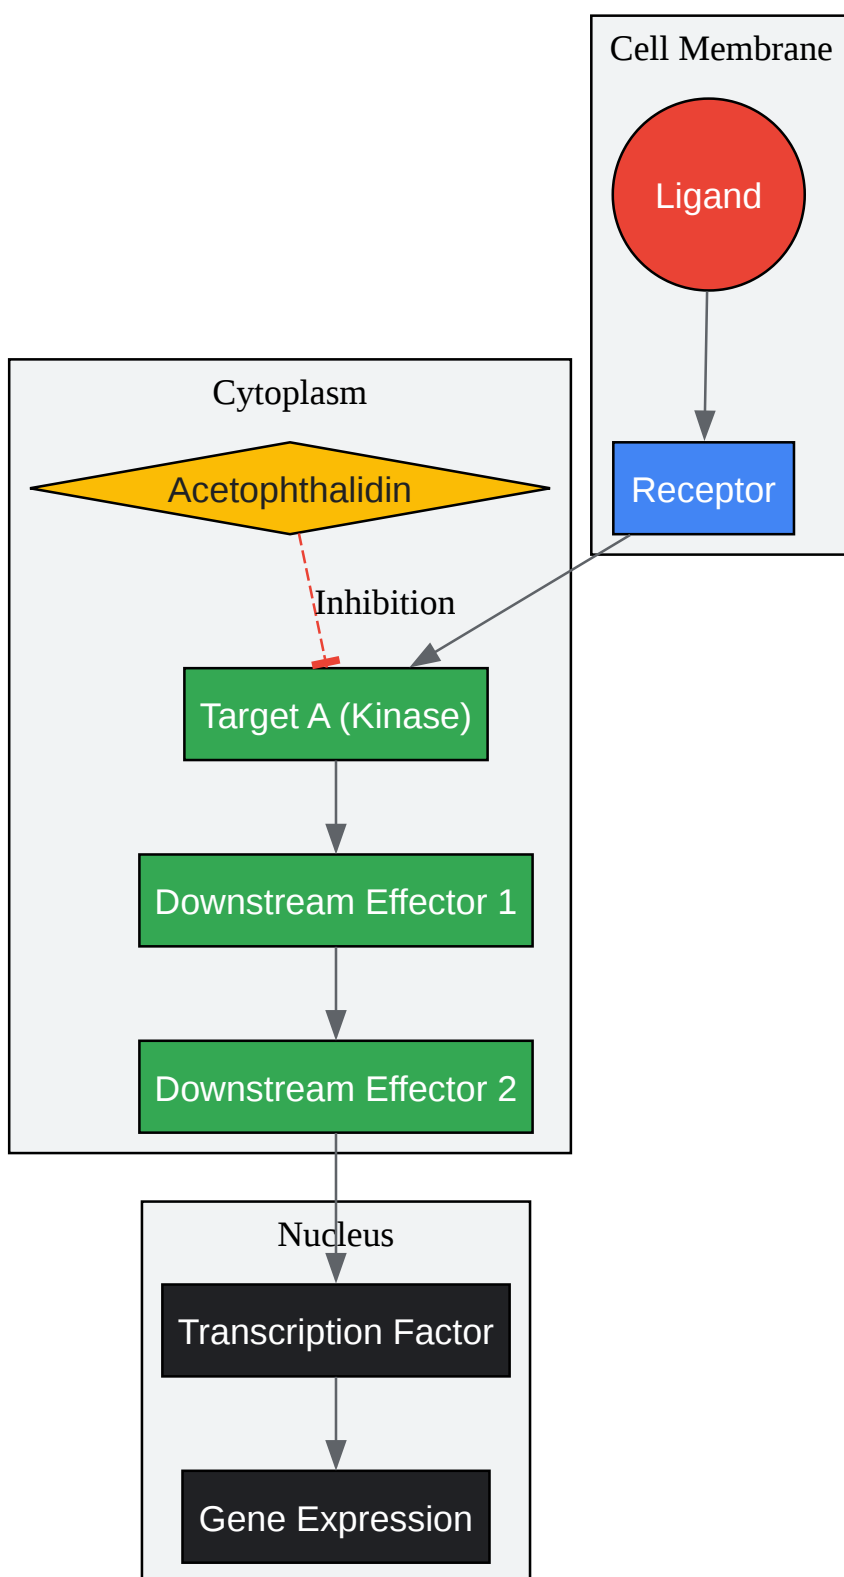 Cell Membrane
Ligand
Receptor
Cytoplasm
Acetophthalidin
Inhibition
Target A (Kinase)
Downstream Effector 1
Downstream Effector 2
Nucleus
Transcription Factor
Gene Expression